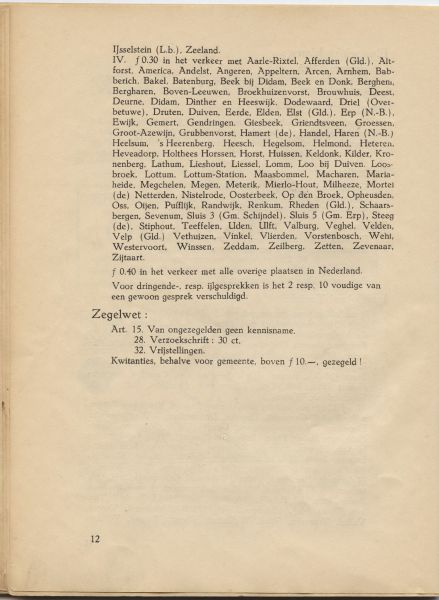 IJsselstein (L.b.), Zeeland.
IV. ƒ 0.30 in het verkeer met Aarle-Rixtel, Afferden (Gld.). Alt-
forst, America, Andelst, Angeren, Appeltern, Arcen, Arnhem, Bab-
berich. Bakel, Batenburg, Beek bij Didam, Beek en Donk, Berghem,
Bergharen, Boven-Leeuwen, Broekhuizenvorst, Brouwhuis, Deest,
Deurne, Didam, Dinther en Heeswijk, Dodewaard, Driel (Over-
betuwe), Druten, Duiven, Eerde, Elden, Elst (Gld.). Erp (N.-B.)
Ewijk, Gemert, Gendringen, Giesbeek, Griendtsveen, Groessen,
Groot-Azewijn, Grubbenvorst, Hamert (de), Handel, Haren (N.-B.)
Heelsum, 's Heerenberg, Heesch, Hegelsom, Helmond, Heteren,
Heveadorp, Holthees Horssen, Horst, Huissen, Keldonk, Kilder, Kro-
nenberg, Lathum, Lieshout, Liessel, Lomm, Loo bij Duiven, Loos-
broek, Lottum, Lottum-Station, Maasbommel, Macharen, Maria-
heide, Megchelen, Megen, Meterik, Mierlo-Hout, Milheeze, Mortel
(de) Netterden, Nistelrode, Oosterbeek, Op den Broek, Opheusden,
Oss, Oijen, Puiflijk, Randwijk, Renkum, Rheden (Gld.), Schaars-
bergen, Sevenum, Sluis 3 (Gm. Schijndel), Sluis 5 (Gm. Erp), Steeg
(de), Stiphout, Teeffelen, Uden, Ulft, Valburg, Veghel, Velden,
Velp (Gld.) Vethuizen, Vinkel, Vlierden, Vorstenbosch, Wehl,
Westervoort, Winssen, Zeddam, Zeilberg, Zetten, Zevenaar,
Zijtaart.
ƒ 0.40 in het verkeer met alle overige plaatsen in Nederland.
Voor dringende-, resp. ijlgesprekken is het 2 resp. 10 voudige van
een gewoon gesprek verschuldigd.
Zegelwet :
Art. 15. Van ongezegelden geen kennisname.
28. Verzoekschrift : 30 ct.
32. Vrijstellingen.
Kwitanties, behalve voor gemeente, boven ƒ 10.—, gezegeld !
12